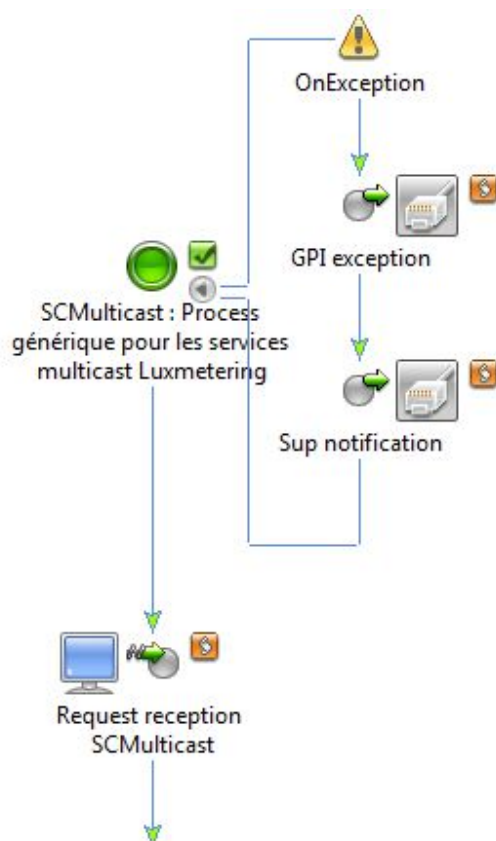 OnException
GPI exception
SCMulticast : Process
générique pour les services
multicast Luxmetering
Sup notification
Request reception
SCMulticast